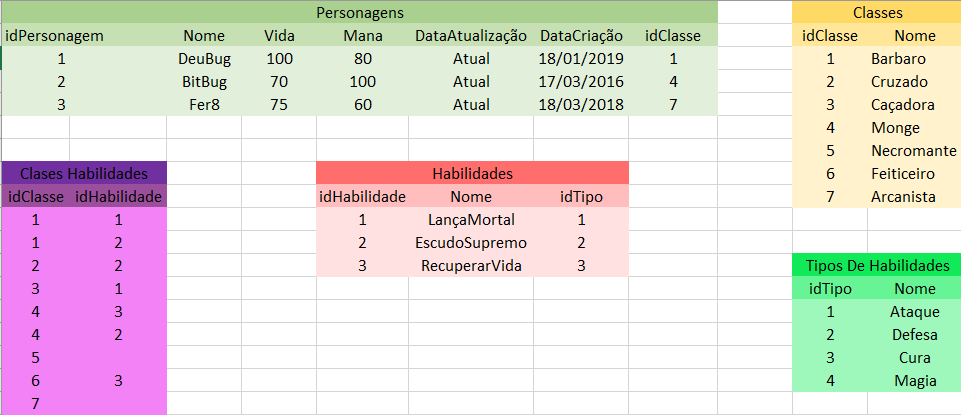 Personagens
idPersonagem Nome Vida Mana DataAtualização DataCriação idClasse
1 DeuBug 100 80 Atual 18/01/2019 1
2 BitBug 70 100 Atual 17/03/2016 4
3 Fer8 75 60 Atual 18/03/2018 7
Classes
idClasse Nome
1 Barbaro
2 Cruzado
3 Caçadora
4 Monge
5 Necromante
6 Feiticeiro
7 Arcanista
Clases Habilidades
idClasse idHabilidade
1 1
1 2
2 2
3 1
4 3
4 2
5
6 3
7
Habilidades
idHabilidade Nome idTipo
1 LançaMortal 1
2 EscudoSupremo 2
3 RecuperarVida 3
Tipos De Habilidades
idTipo Nome
1 Ataque
2 Defesa
3 Cura
4 Magia